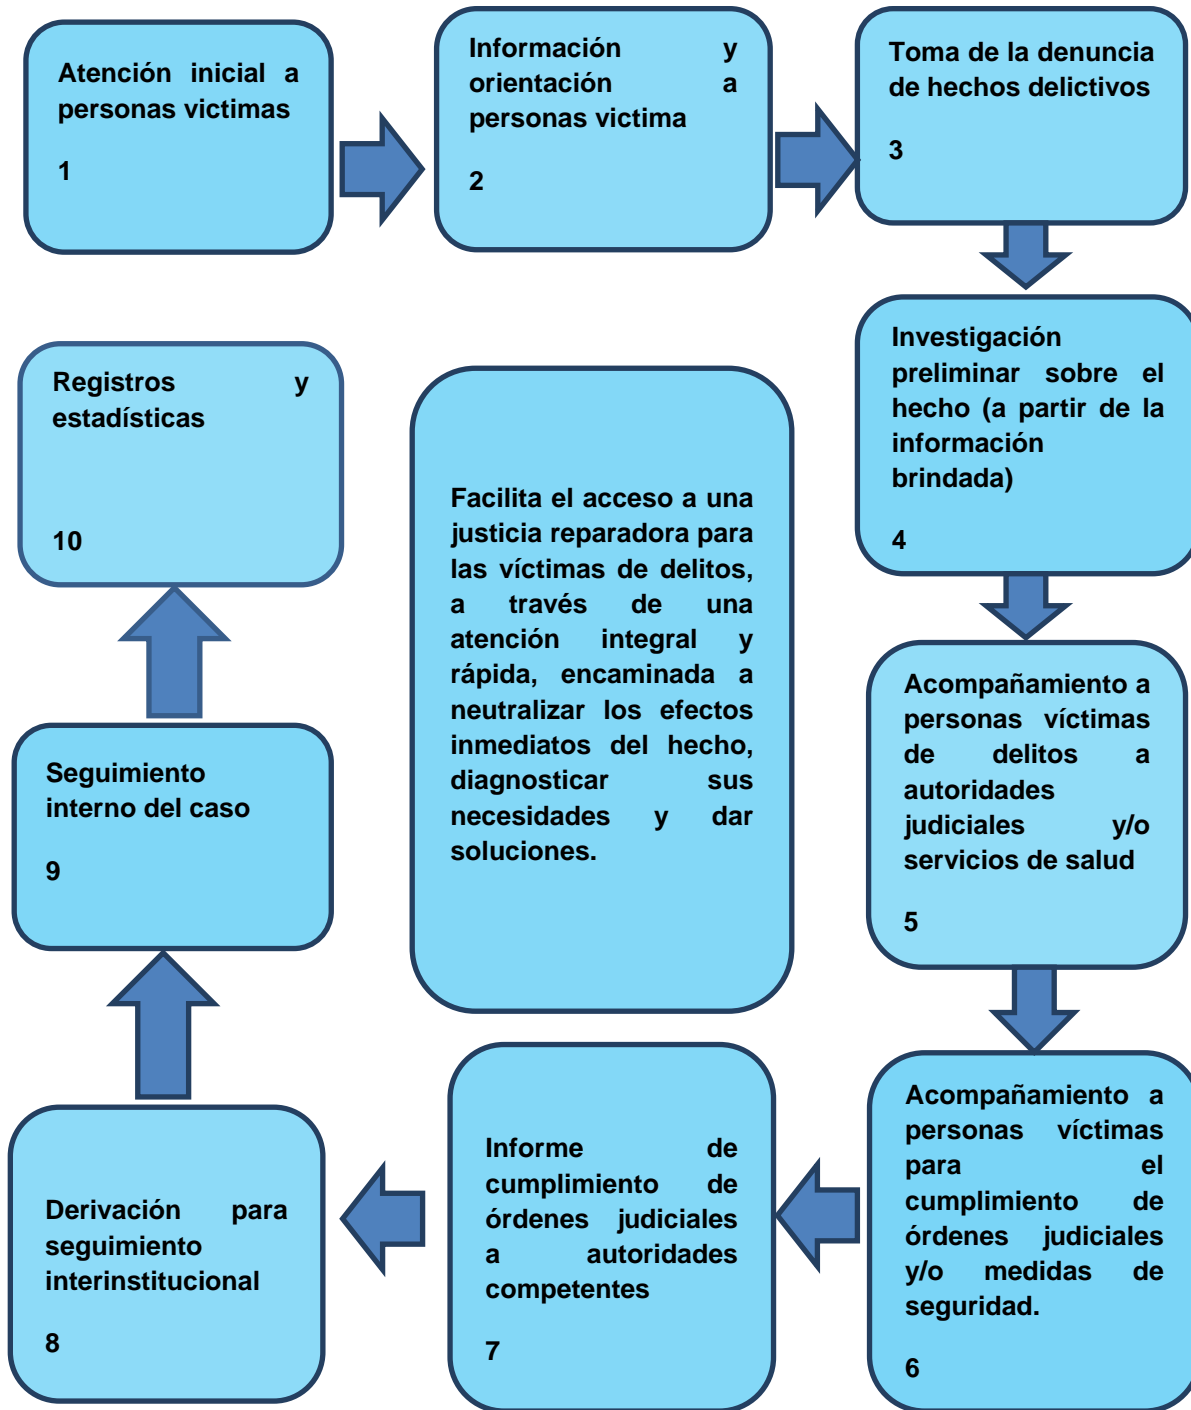 Atención inicial a
personas victimas
1
Información y
orientación a
personas victima
2
Toma de la denuncia
de hechos delictivos
3
Investigación
preliminar sobre el
hecho (a partir de la
información
brindada)
4
Acompañamiento a
personas víctimas
de delitos a
autoridades
judiciales y/o
servicios de salud
5
Acompañamiento a
personas víctimas
para el
cumplimiento de
órdenes judiciales
y/o medidas de
seguridad.
6
Informe de
cumplimiento de
órdenes judiciales
a autoridades
competentes
7
Derivación para
seguimiento
interinstitucional
8
Seguimiento
interno del caso
9
Registros y
estadísticas
10
Facilita el acceso a una
justicia reparadora para
las víctimas de delitos,
a través de una
atención integral y
rápida, encaminada a
neutralizar los efectos
inmediatos del hecho,
diagnosticar sus
necesidades y dar
soluciones.